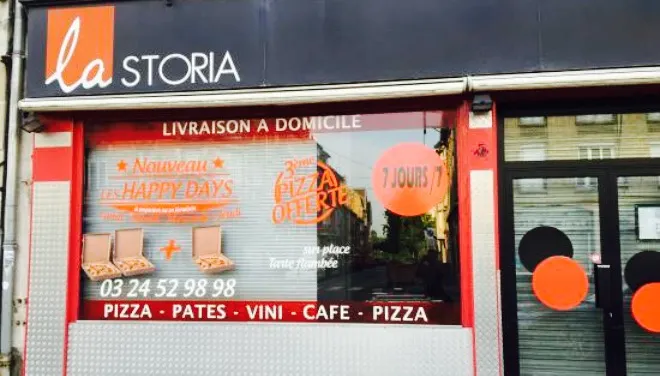 la STORIA
LIVRAISON A DOMICILE
Nouveau
LES HAPPY DAYS
3ème
PIZZA
OFFERTE
7 JOURS/7
+
sur place
Tarte flambée
03 24 52 98 98
PIZZA - PATES - VINI - CAFE - PIZZA